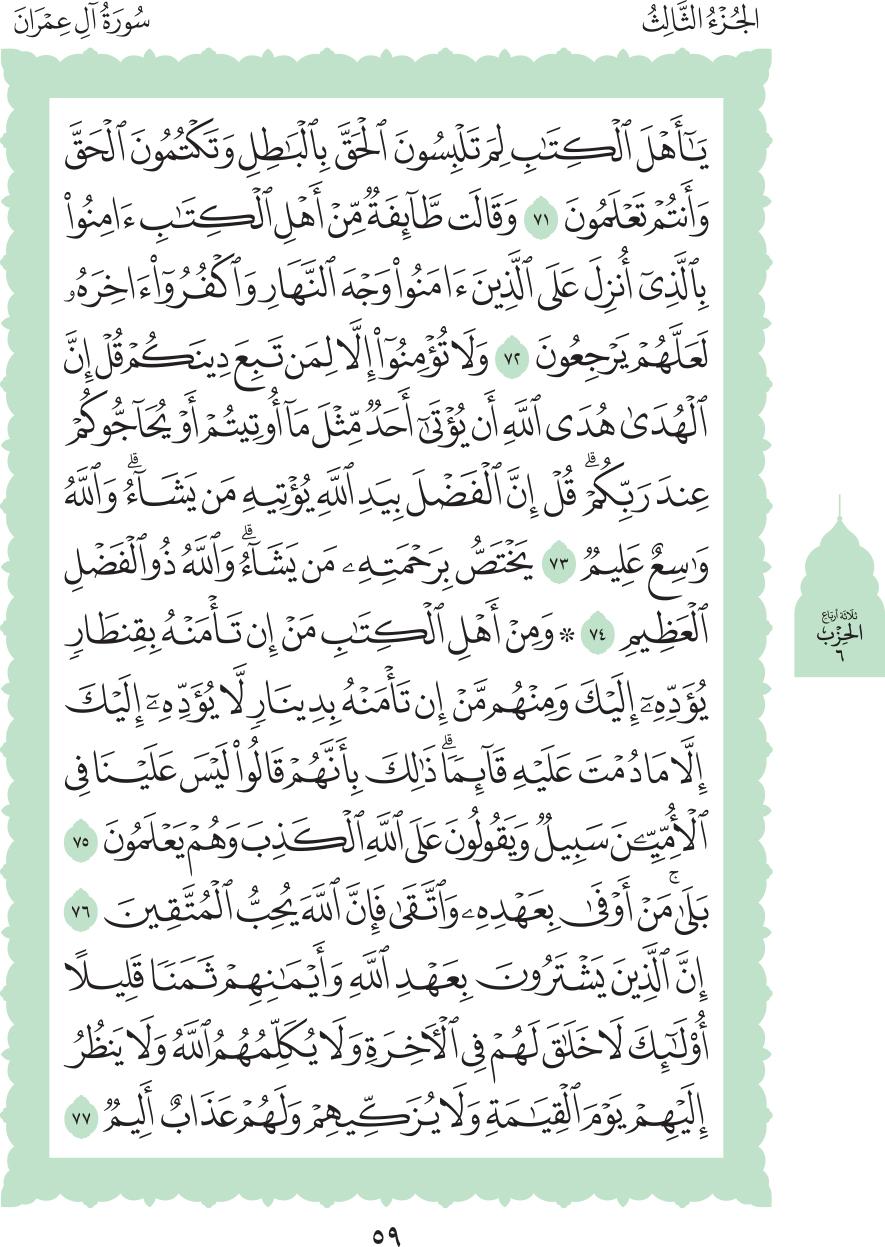 الجُزْءُ الثَّالِثُ
سُورَةُ آلِ عِمْرَانَ
يَـٰٓأَهْلَ ٱلْكِتَـٰبِ لِمَ تَلْبِسُونَ ٱلْحَقَّ بِٱلْبَـٰطِلِ وَتَكْتُمُونَ ٱلْحَقَّ
وَأَنتُمْ تَعْلَمُونَ ٧١ وَقَالَت طَّآئِفَةٌ مِّنْ أَهْلِ ٱلْكِتَـٰبِ ءَامِنُوا۟
بِٱلَّذِىٓ أُنزِلَ عَلَى ٱلَّذِينَ ءَامَنُوا۟ وَجْهَ ٱلنَّهَارِ وَٱكْفُرُوٓا۟ ءَاخِرَهُۥ
لَعَلَّهُمْ يَرْجِعُونَ ٧٢ وَلَا تُؤْمِنُوٓا۟ إِلَّا لِمَن تَبِعَ دِينَكُمْ قُلْ إِنَّ
ٱلْهُدَىٰ هُدَى ٱللَّهِ أَن يُؤْتَىٰٓ أَحَدٌ مِّثْلَ مَآ أُوتِيتُمْ أَوْ يُحَآجُّوكُمْ
عِندَ رَبِّكُمْ ۗ قُلْ إِنَّ ٱلْفَضْلَ بِيَدِ ٱللَّهِ يُؤْتِيهِ مَن يَشَآءُ ۗ وَٱللَّهُ
وَٰسِعٌ عَلِيمٌ ٧٣ يَخْتَصُّ بِرَحْمَتِهِۦ مَن يَشَآءُ ۗ وَٱللَّهُ ذُو ٱلْفَضْلِ
ٱلْعَظِيمِ ٧٤ * وَمِنْ أَهْلِ ٱلْكِتَـٰبِ مَنْ إِن تَأْمَنْهُ بِقِنطَارٍ
يُؤَدِّهِۦٓ إِلَيْكَ وَمِنْهُم مَّنْ إِن تَأْمَنْهُ بِدِينَارٍ لَّا يُؤَدِّهِۦٓ إِلَيْكَ
إِلَّا مَا دُمْتَ عَلَيْهِ قَآئِمًا ۗ ذَٰلِكَ بِأَنَّهُمْ قَالُوا۟ لَيْسَ عَلَيْنَا فِى
ٱلْأُمِّيِّـۧنَ سَبِيلٌ وَيَقُولُونَ عَلَى ٱللَّهِ ٱلْكَذِبَ وَهُمْ يَعْلَمُونَ ٧٥
بَلَىٰ ۚ مَنْ أَوْفَىٰ بِعَهْدِهِۦ وَٱتَّقَىٰ فَإِنَّ ٱللَّهَ يُحِبُّ ٱلْمُتَّقِينَ ٧٦
إِنَّ ٱلَّذِينَ يَشْتَرُونَ بِعَهْدِ ٱللَّهِ وَأَيْمَـٰنِهِمْ ثَمَنًا قَلِيلًا
أُو۟لَـٰٓئِكَ لَا خَلَـٰقَ لَهُمْ فِى ٱلْـَٔاخِرَةِ وَلَا يُكَلِّمُهُمُ ٱللَّهُ وَلَا يَنظُرُ
إِلَيْهِمْ يَوْمَ ٱلْقِيَـٰمَةِ وَلَا يُزَكِّيهِمْ وَلَهُمْ عَذَابٌ أَلِيمٌ ٧٧
ثَلَاثَة أرباع
الحِزْب
٦
٥٩